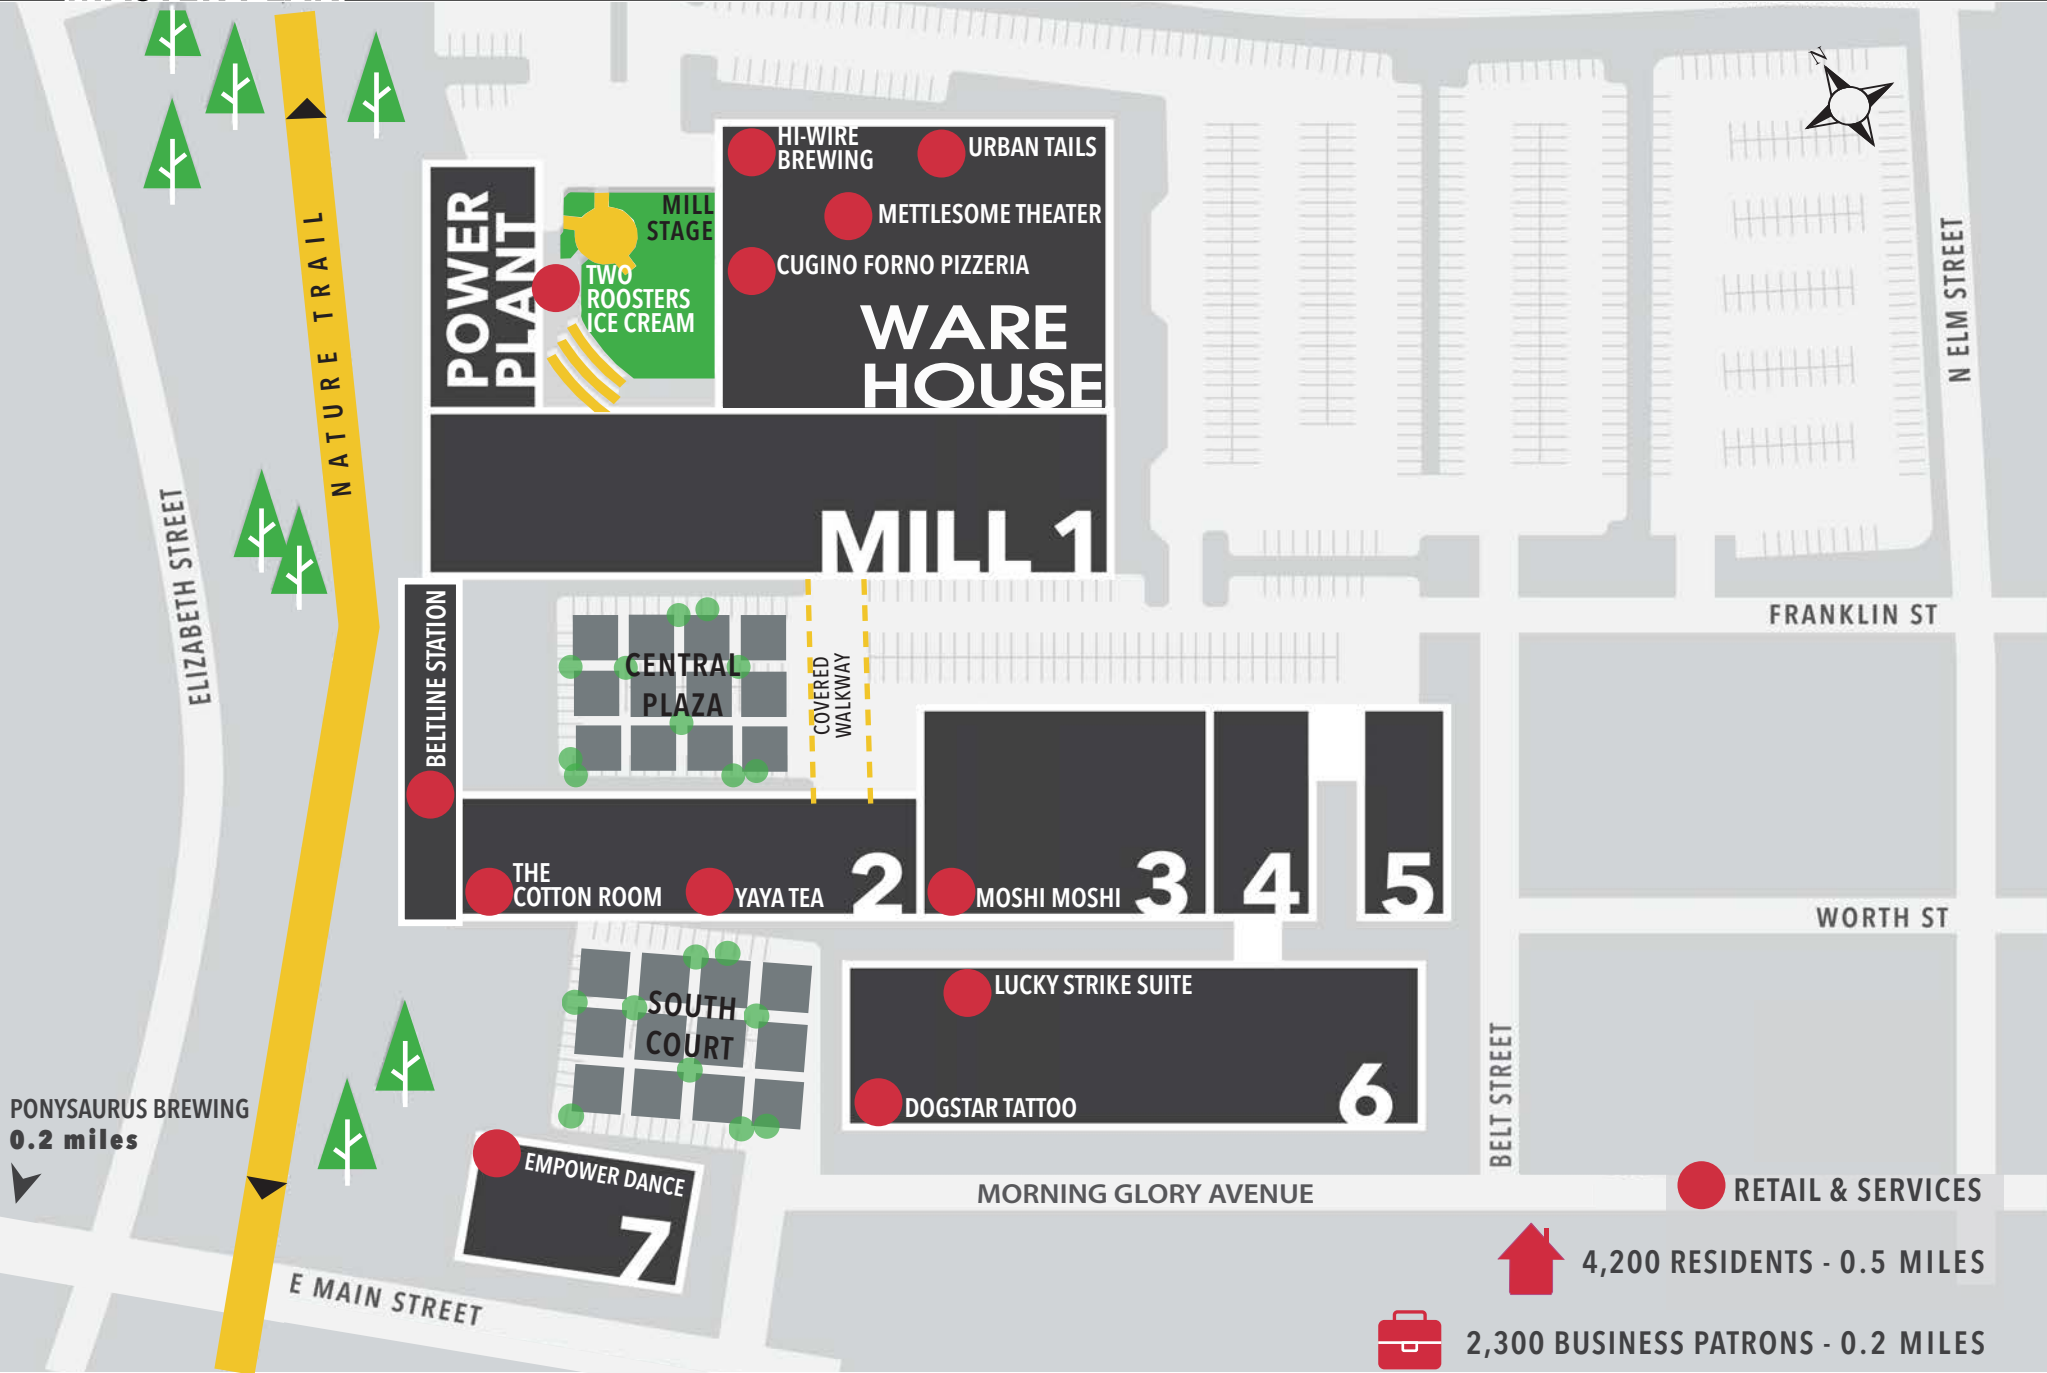 N
HI-WIRE
BREWING
URBAN TAILS
METTLESOME THEATER
CUGINO FORNO PIZZERIA
WARE
HOUSE
POWER
PLANT
MILL
STAGE
TWO
ROOSTERS
ICE CREAM
NATURE TRAIL
N ELM STREET
MILL 1
ELIZABETH STREET
BELTLINE STATION
CENTRAL
PLAZA
COVERED
WALKWAY
FRANKLIN ST
THE
COTTON ROOM
YAYA TEA
2
MOSHI MOSHI
3
4
5
WORTH ST
SOUTH
COURT
LUCKY STRIKE SUITE
DOGSTAR TATTOO
6
BELT STREET
PONYSAURUS BREWING
0.2 miles
EMPOWER DANCE
7
MORNING GLORY AVENUE
E MAIN STREET
RETAIL & SERVICES
4,200 RESIDENTS - 0.5 MILES
2,300 BUSINESS PATRONS - 0.2 MILES